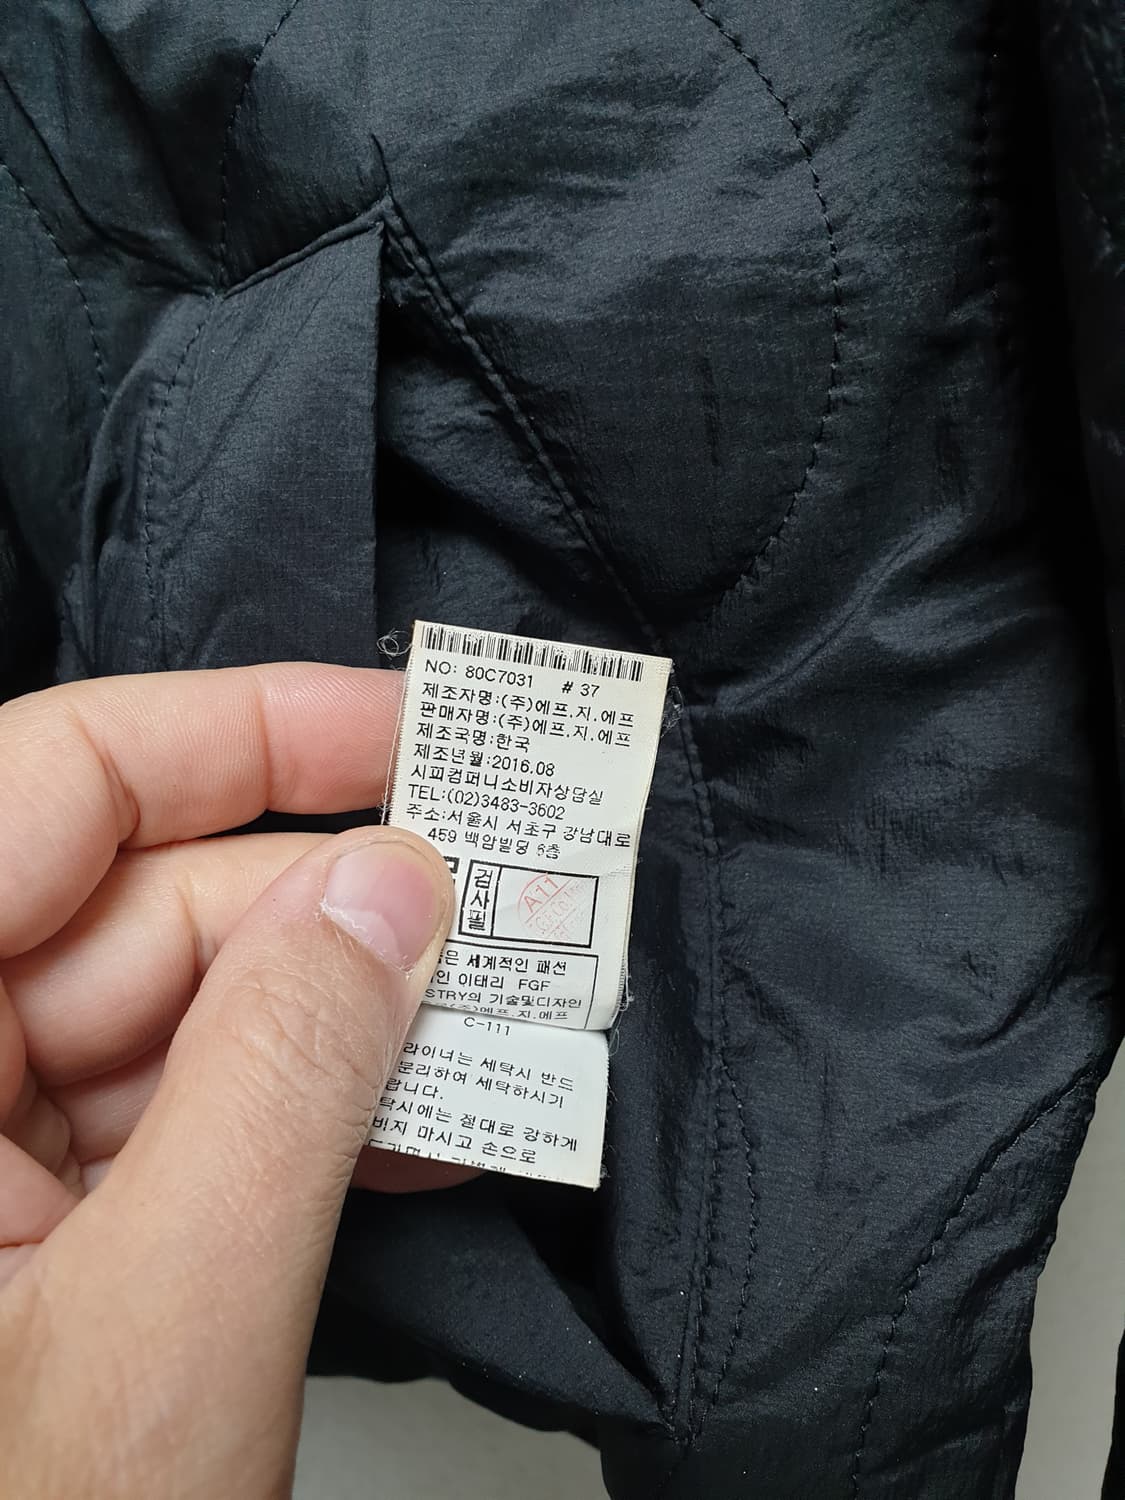 NO: 80C7031 # 37
제조자명:(주)에프.지.에프
판매자명:(주)에프.지.에프
제조국명:한국
제조년월:2016.08
시피컴퍼니소비자상담실
TEL:(02)3483-3602
주소:서울시 서초구 강남대로
459 백암빌딩 6층
검사필
A11
세계적인 패션
이태리 FGF
기술및디자인
에프.지.에프
C-111
라이너는 세탁시 반드
분리하여 세탁하시기
랍니다.
탁시에는 절대로 강하게
비지 마시고 손으로